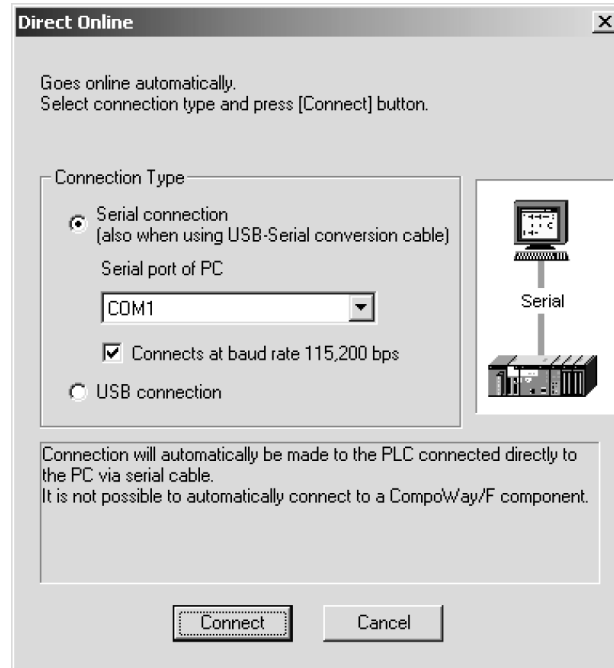 Direct Online
Goes online automatically.
Select connection type and press [Connect] button.
Connection Type
Serial connection
(also when using USB-Serial conversion cable)
Serial port of PC
COM1
Connects at baud rate 115,200 bps
USB connection
Serial
Connection will automatically be made to the PLC connected directly to
the PC via serial cable.
It is not possible to automatically connect to a CompoWay/F component.
Connect
Cancel